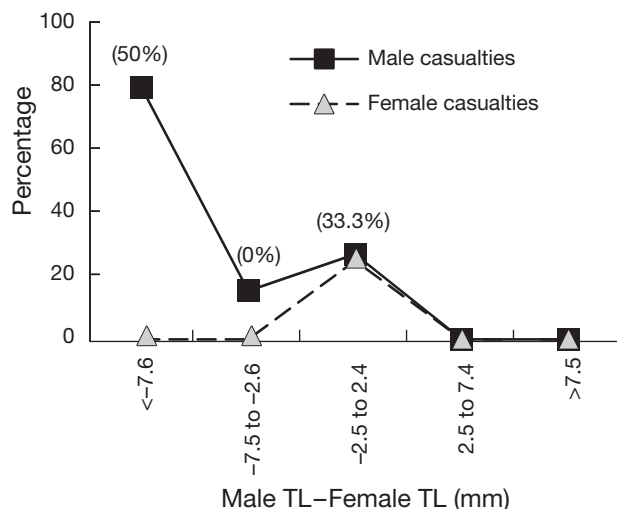 100
80
60
40
20
0
Percentage
(50%)
(0%)
(33.3%)
Male casualties
Female casualties
<–7.6
–7.5 to –2.6
–2.5 to 2.4
2.5 to 7.4
>7.5
Male TL–Female TL (mm)